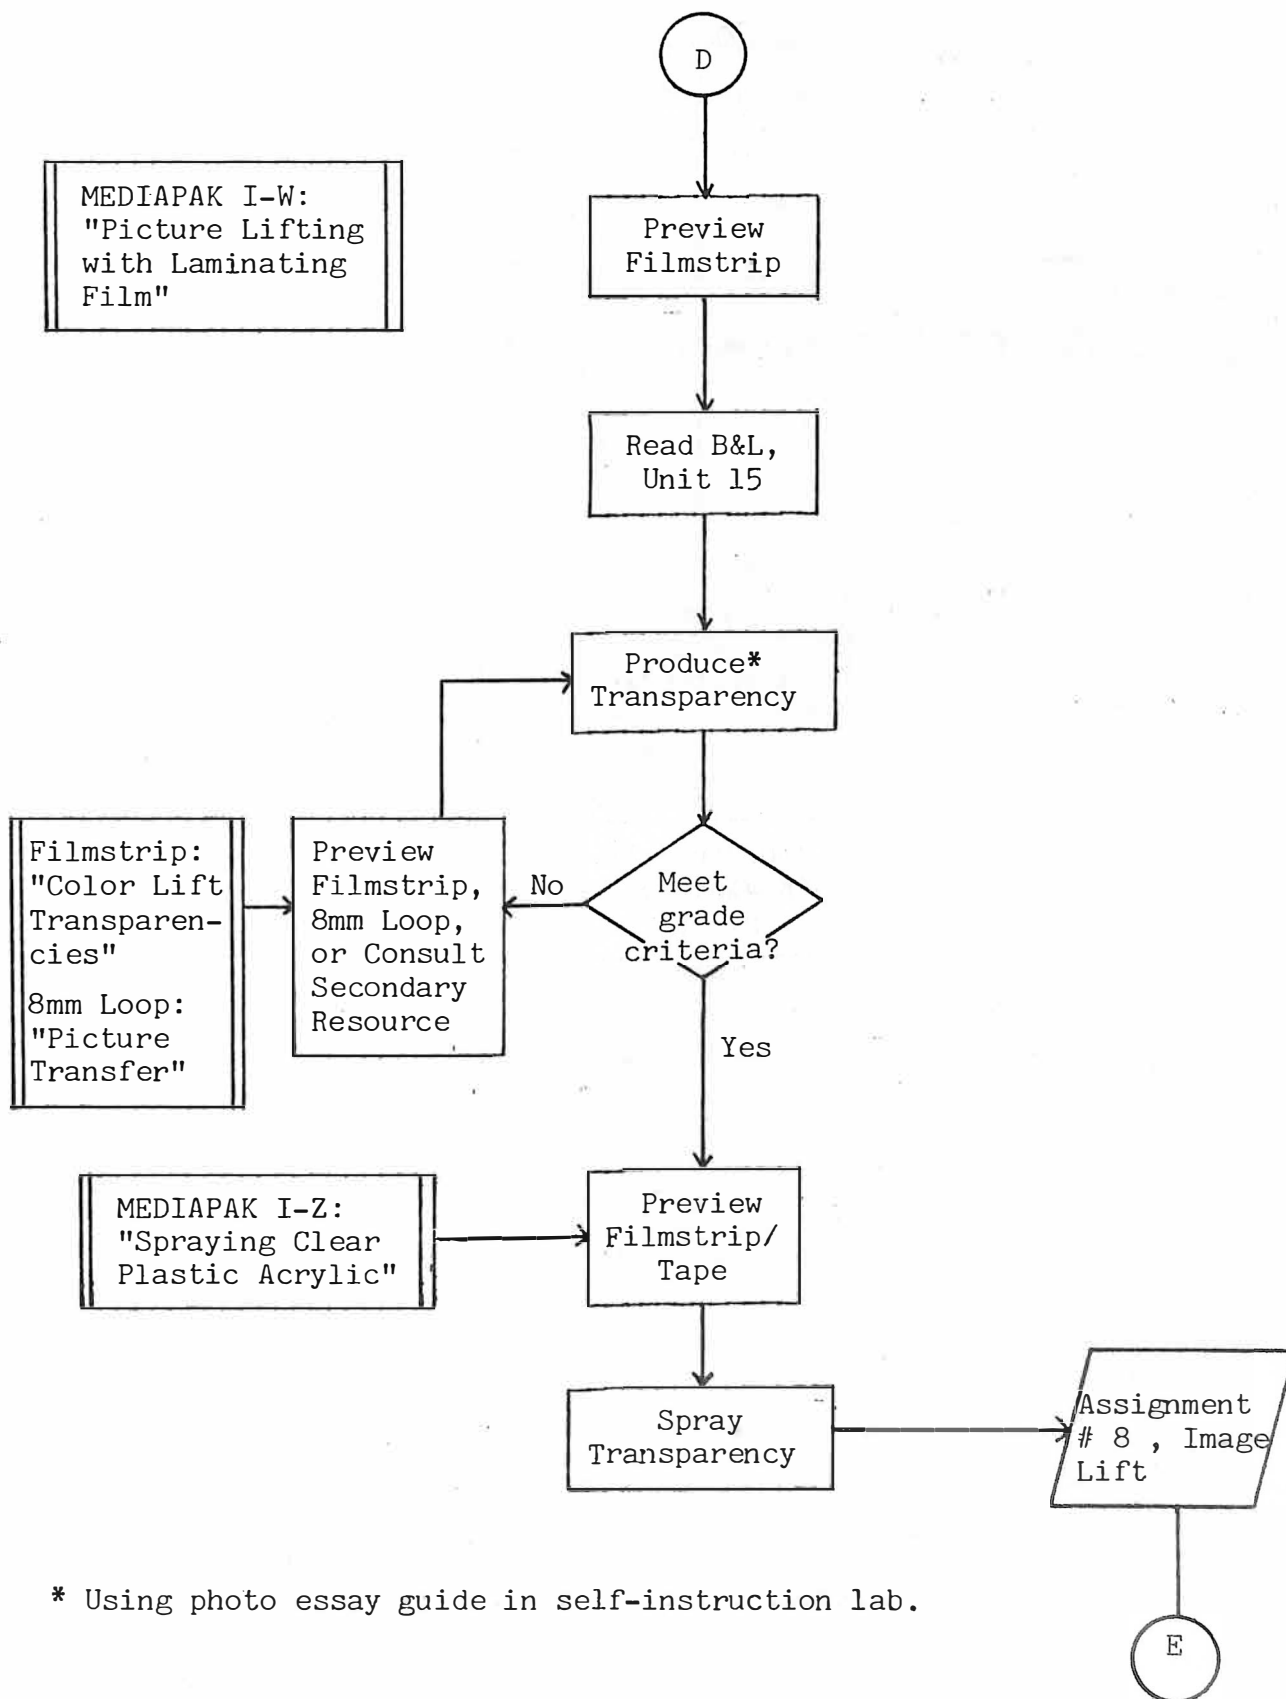 D
MEDIAPAK I-W:
"Picture Lifting
with Laminating
Film"
Preview
Filmstrip
Read B&L,
Unit 15
Produce*
Transparency
Filmstrip:
"Color Lift
Transparen-
cies"
8mm Loop:
"Picture
Transfer"
Preview
Filmstrip,
8mm Loop,
or Consult
Secondary
Resource
No
Meet
grade
criteria?
Yes
MEDIAPAK I-Z:
"Spraying Clear
Plastic Acrylic"
Preview
Filmstrip/
Tape
Spray
Transparency
Assignment
# 8 , Image
Lift
* Using photo essay guide in self-instruction lab.
E